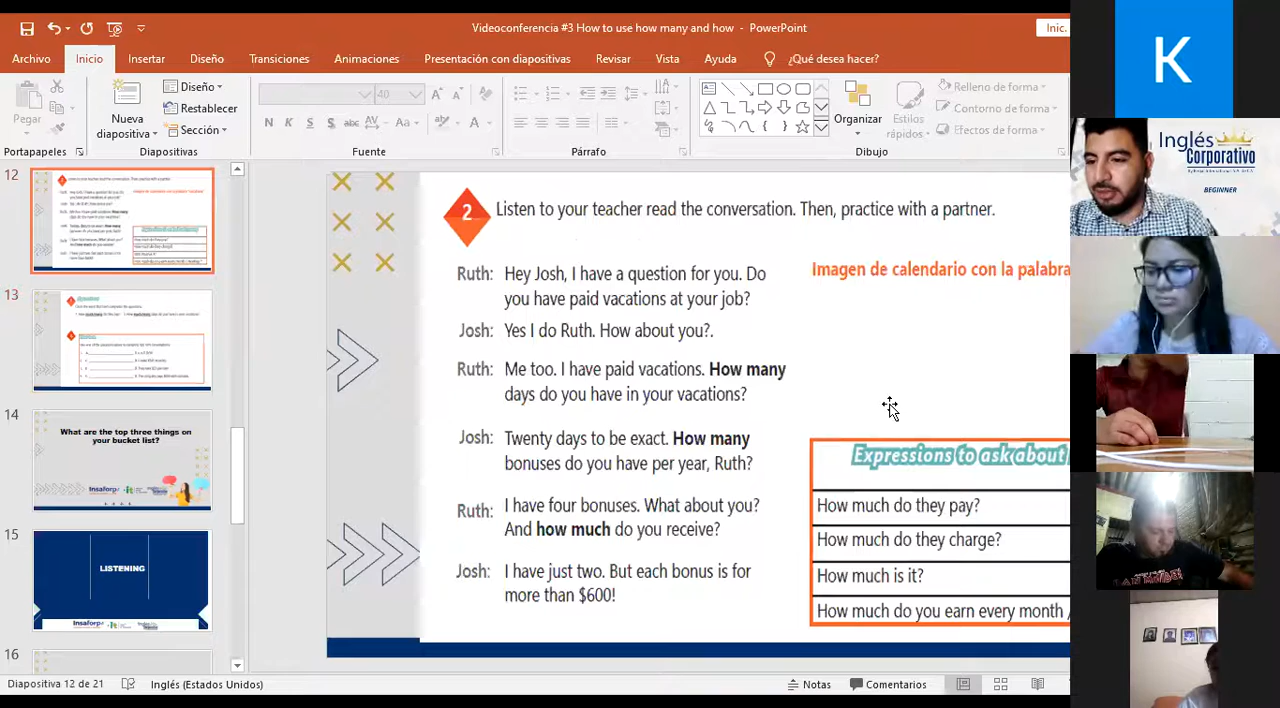 Videoconferencia #3 How to use how many and how - PowerPoint
Inic.
Archivo Inicio Insertar Diseño Transiciones Animaciones Presentación con diapositivas Revisar Vista Ayuda ¿Qué desea hacer?
Pegar
Nueva diapositiva
Diseño
Restablecer
Sección
40
N K S S abc AV Aa A
Organizar
Estilos rápidos
Relleno de forma
Contorno de forma
Efectos de forma
Portapapeles Diapositivas Fuente Párrafo Dibujo
12
13
14
What are the top three things on
your bucket list?
Insaforp
15
LISTENING
Insaforp
16
2
Listen to your teacher read the conversation. Then, practice with a partner.
Ruth: Hey Josh, I have a question for you. Do
you have paid vacations at your job?
Josh: Yes I do Ruth. How about you?.
Ruth: Me too. I have paid vacations. How many
days do you have in your vacations?
Josh: Twenty days to be exact. How many
bonuses do you have per year, Ruth?
Ruth: I have four bonuses. What about you?
And how much do you receive?
Josh: I have just two. But each bonus is for
more than $600!
Imagen de calendario con la palabra
Expressions to ask about
How much do they pay?
How much do they charge?
How much is it?
How much do you earn every month
K
Inglés
Corporativo
BEGINNER
Diapositiva 12 de 21 Inglés (Estados Unidos) Notas Comentarios